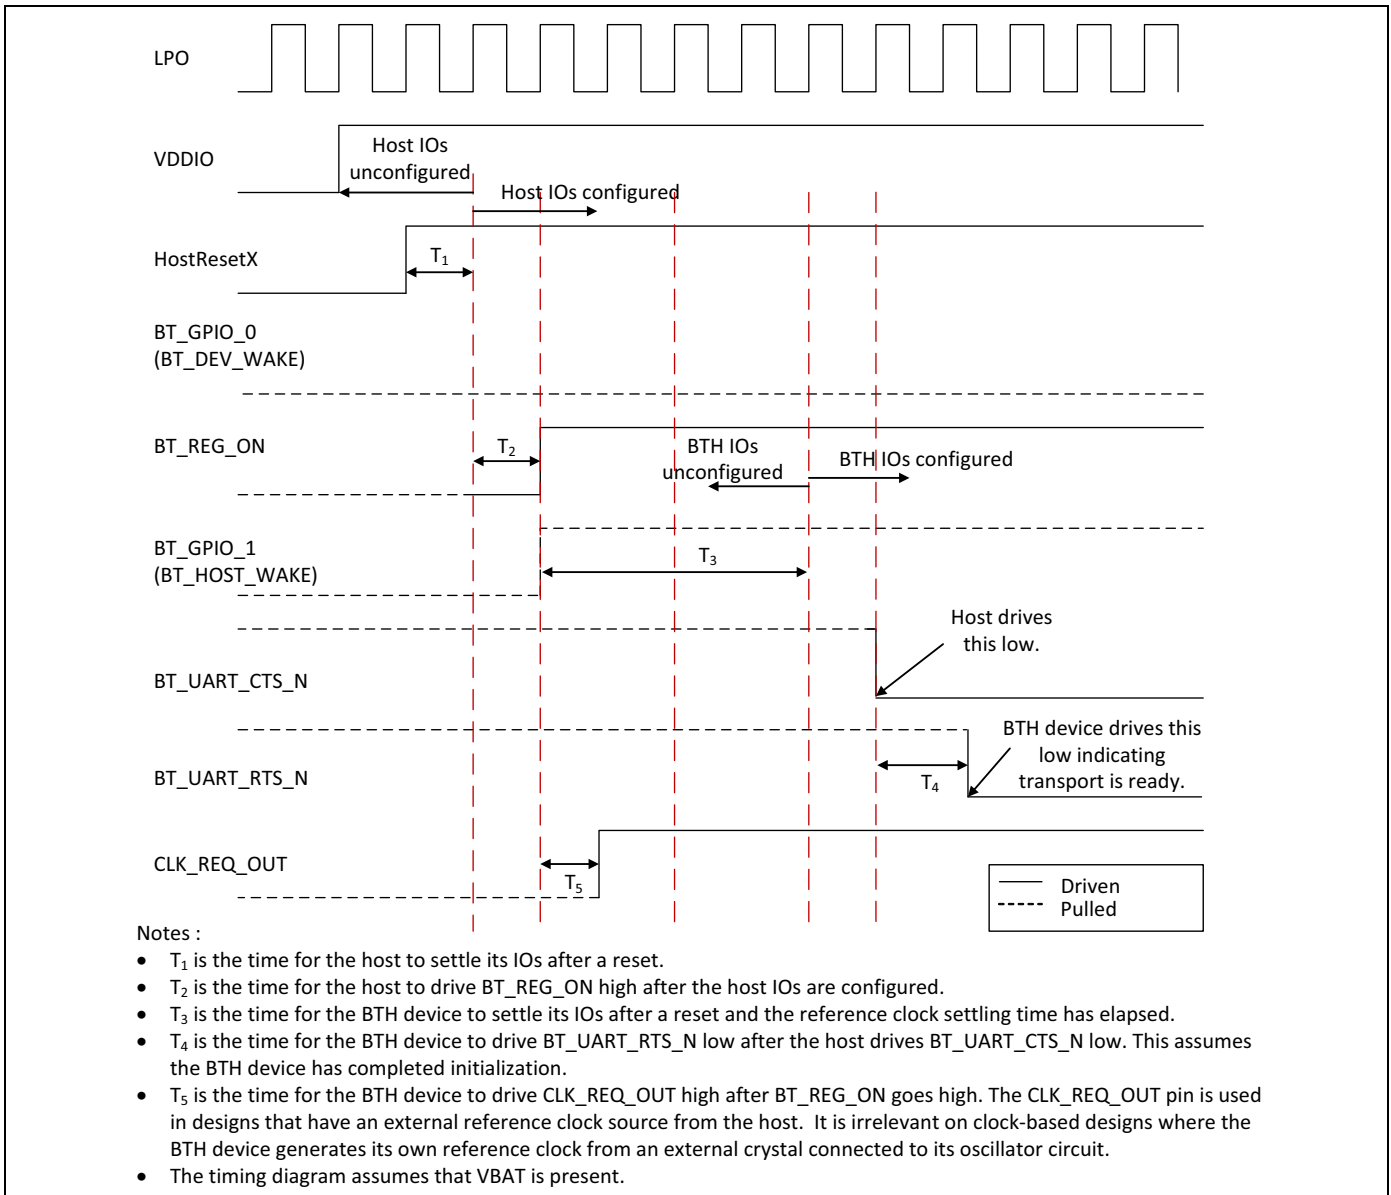 LPO
VDDIO
Host IOs
unconfigured
Host IOs configured
HostResetX
T₁
BT_GPIO_0
(BT_DEV_WAKE)
BT_REG_ON
T₂
BTH IOs
unconfigured
BTH IOs configured
BT_GPIO_1
(BT_HOST_WAKE)
T₃
Host drives
this low.
BT_UART_CTS_N
BTH device drives this
low indicating
transport is ready.
BT_UART_RTS_N
T₄
CLK_REQ_OUT
T₅
Driven
Pulled
Notes :
• T₁ is the time for the host to settle its IOs after a reset.
• T₂ is the time for the host to drive BT_REG_ON high after the host IOs are configured.
• T₃ is the time for the BTH device to settle its IOs after a reset and the reference clock settling time has elapsed.
• T₄ is the time for the BTH device to drive BT_UART_RTS_N low after the host drives BT_UART_CTS_N low. This assumes
the BTH device has completed initialization.
• T₅ is the time for the BTH device to drive CLK_REQ_OUT high after BT_REG_ON goes high. The CLK_REQ_OUT pin is used
in designs that have an external reference clock source from the host. It is irrelevant on clock-based designs where the
BTH device generates its own reference clock from an external crystal connected to its oscillator circuit.
• The timing diagram assumes that VBAT is present.